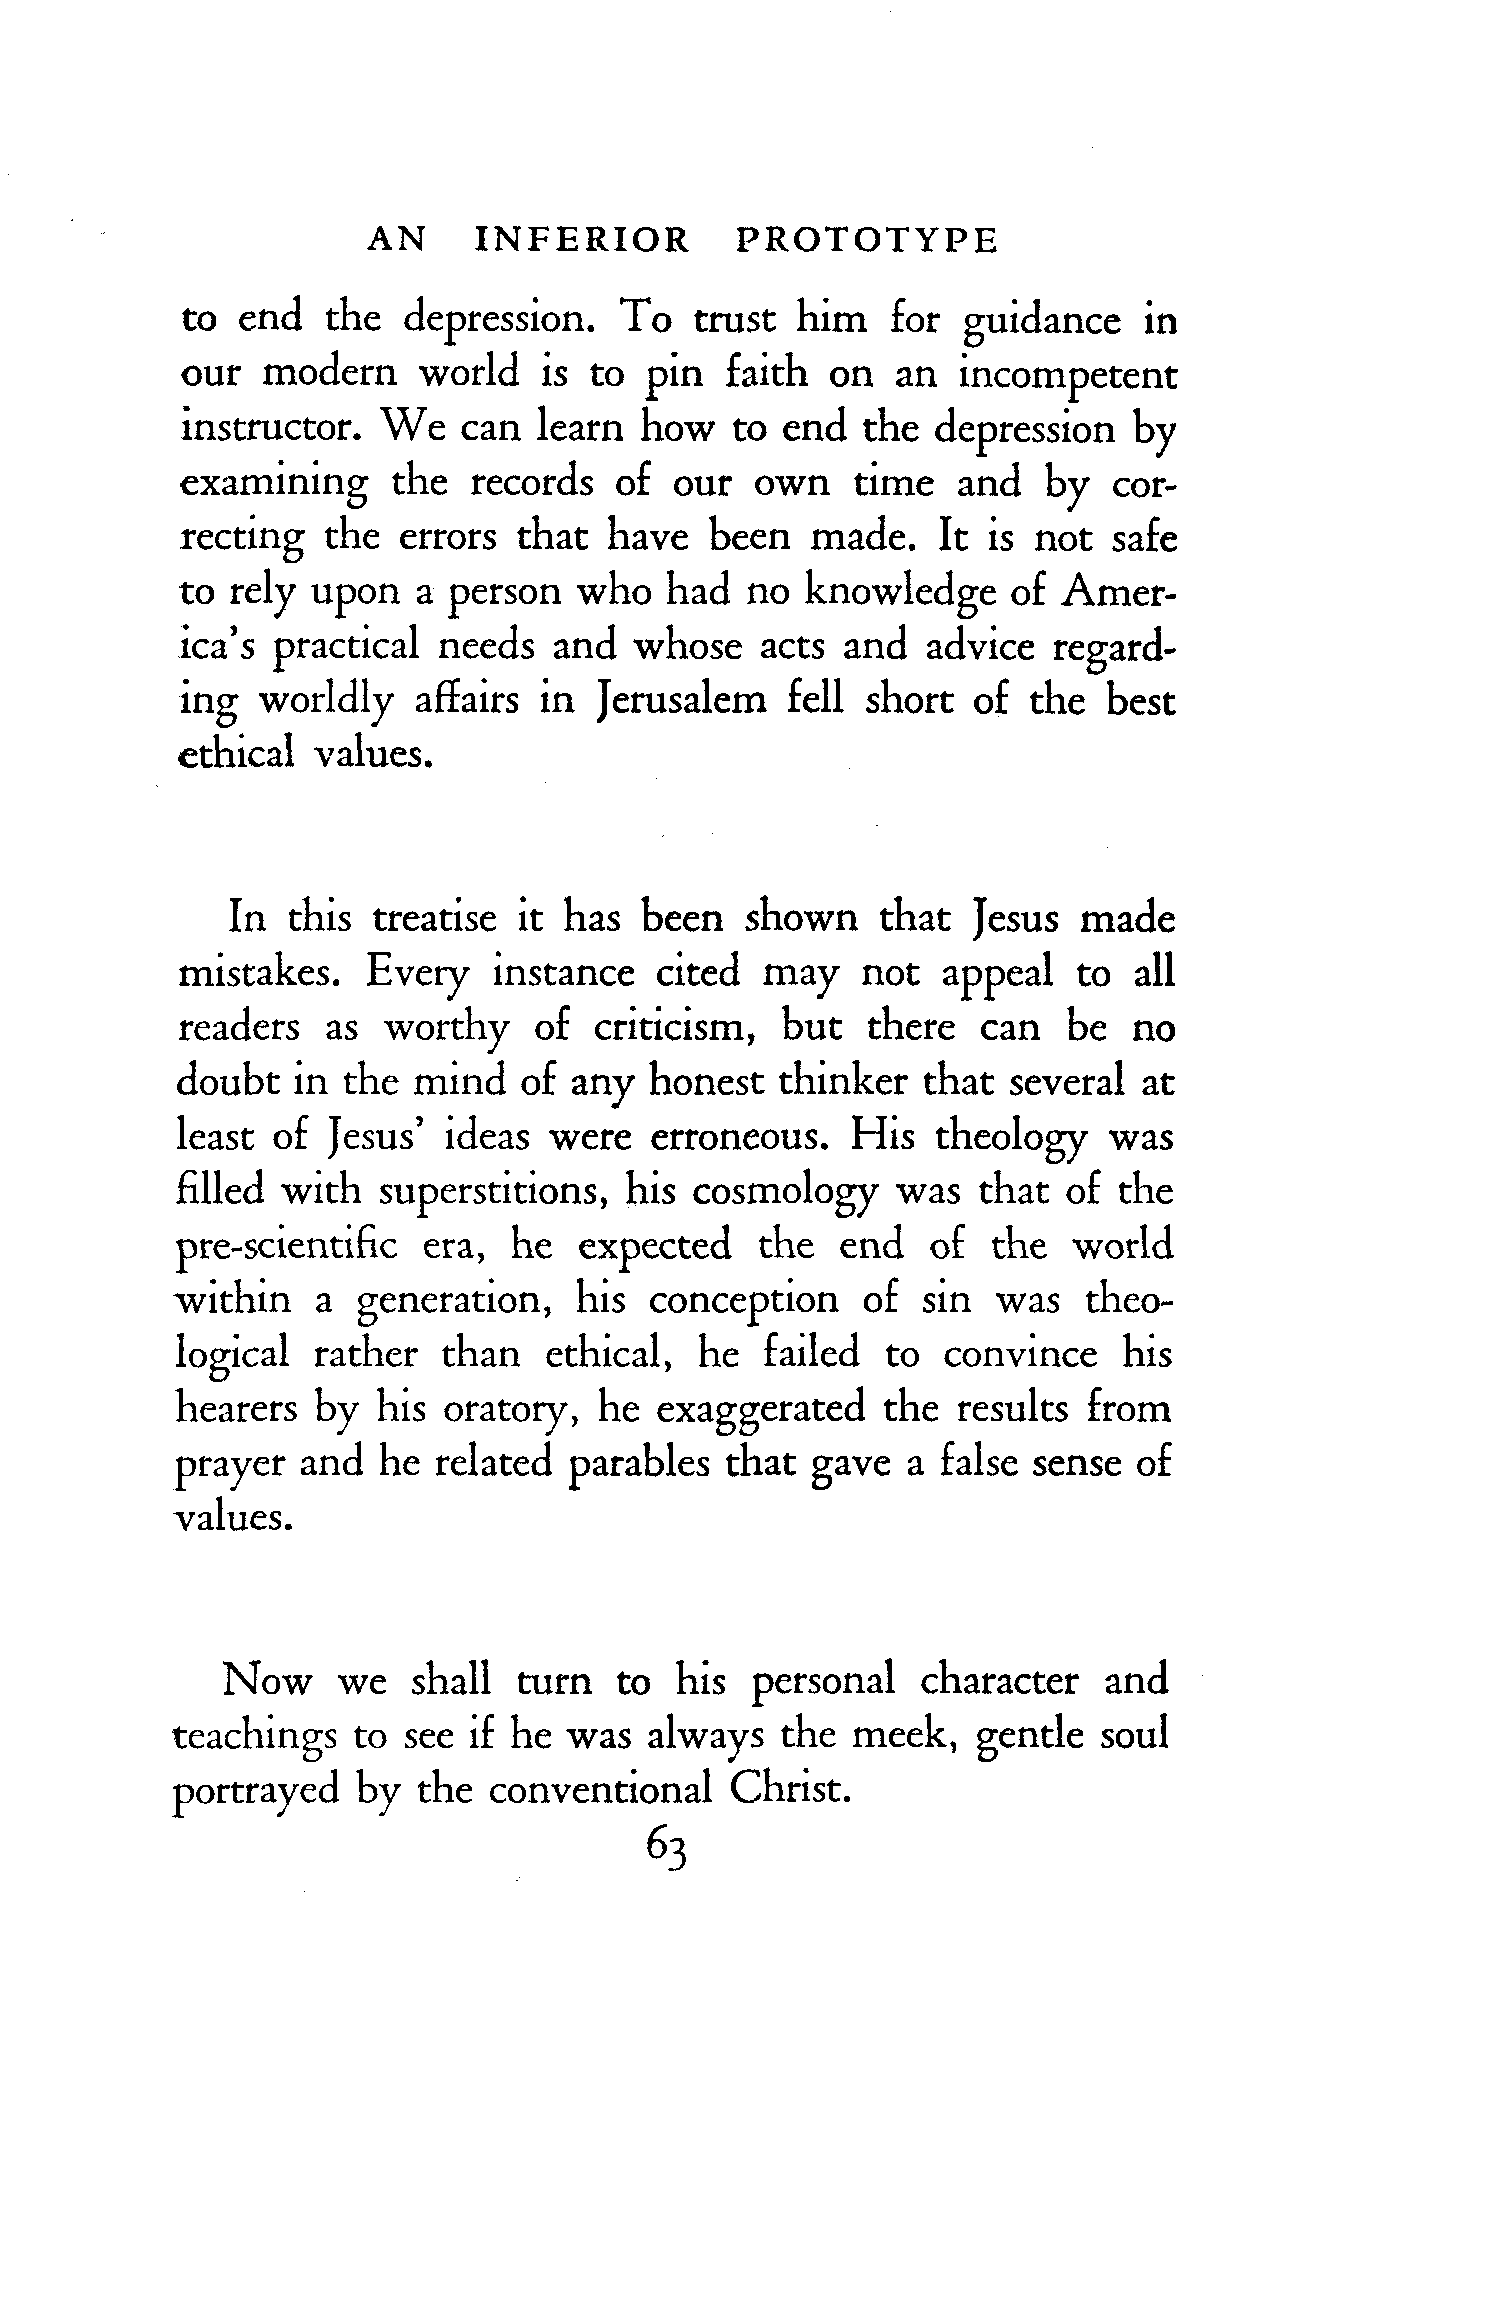 AN INFERIOR PROTOTYPE
to end the depression. To trust him for guidance in
our modern world is to pin faith on an incompetent
instructor. We can learn how to end the depression by
examining the records of our own time and by cor-
recting the errors that have been made. It is not safe
to rely upon a person who had no knowledge of Amer-
ica's practical needs and whose acts and advice regard-
ing worldly affairs in Jerusalem fell short of the best
ethical values.
In this treatise it has been shown that Jesus made
mistakes. Every instance cited may not appeal to all
readers as worthy of criticism, but there can be no
doubt in the mind of any honest thinker that several at
least of Jesus' ideas were erroneous. His theology was
filled with superstitions, his cosmology was that of the
pre-scientific era, he expected the end of the world
within a generation, his conception of sin was theo-
logical rather than ethical, he failed to convince his
hearers by his oratory, he exaggerated the results from
prayer and he related parables that gave a false sense of
values.
Now we shall turn to his personal character and
teachings to see if he was always the meek, gentle soul
portrayed by the conventional Christ.
63